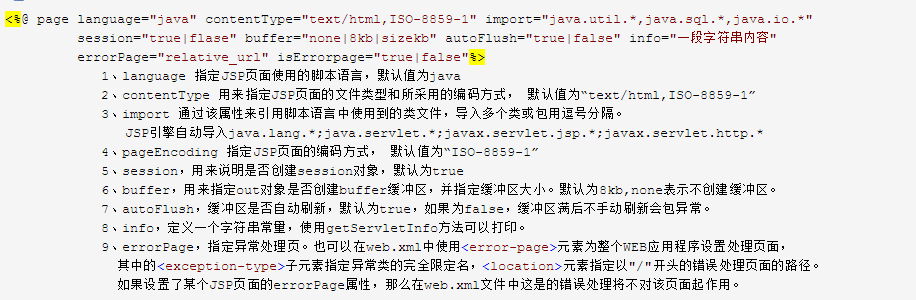 <%@ page language="java" contentType="text/html,ISO-8859-1" import="java.util.*,java.sql.*,java.io.*"
session="true|flase" buffer="none|8kb|sizekb" autoFlush="true|false" info="一段字符串内容"
errorPage="relative_url" isErrorpage="true|false"%>
1、language 指定JSP页面使用的脚本语言，默认值为java
2、contentType 用来指定JSP页面的文件类型和所采用的编码方式， 默认值为“text/html,ISO-8859-1”
3、import 通过该属性来引用脚本语言中使用到的类文件，导入多个类或包用逗号分隔。
JSP引擎自动导入java.lang.*;java.servlet.*;javax.servlet.jsp.*;javax.servlet.http.*
4、pageEncoding 指定JSP页面的编码方式， 默认值为“ISO-8859-1”
5、session，用来说明是否创建session对象，默认为true
6、buffer，用来指定out对象是否创建buffer缓冲区，并指定缓冲区大小。默认为8kb,none表示不创建缓冲区。
7、autoFlush，缓冲区是否自动刷新，默认为true，如果为false，缓冲区满后不手动刷新会包异常。
8、info，定义一个字符串常量，使用getServletInfo方法可以打印。
9、errorPage，指定异常处理页。也可以在web.xml中使用<error-page>元素为整个WEB应用程序设置处理页面，
其中的<exception-type>子元素指定异常类的完全限定名，<location>元素指定以"/"开头的错误处理页面的路径。
如果设置了某个JSP页面的errorPage属性，那么在web.xml文件中这是的错误处理将不对该页面起作用。